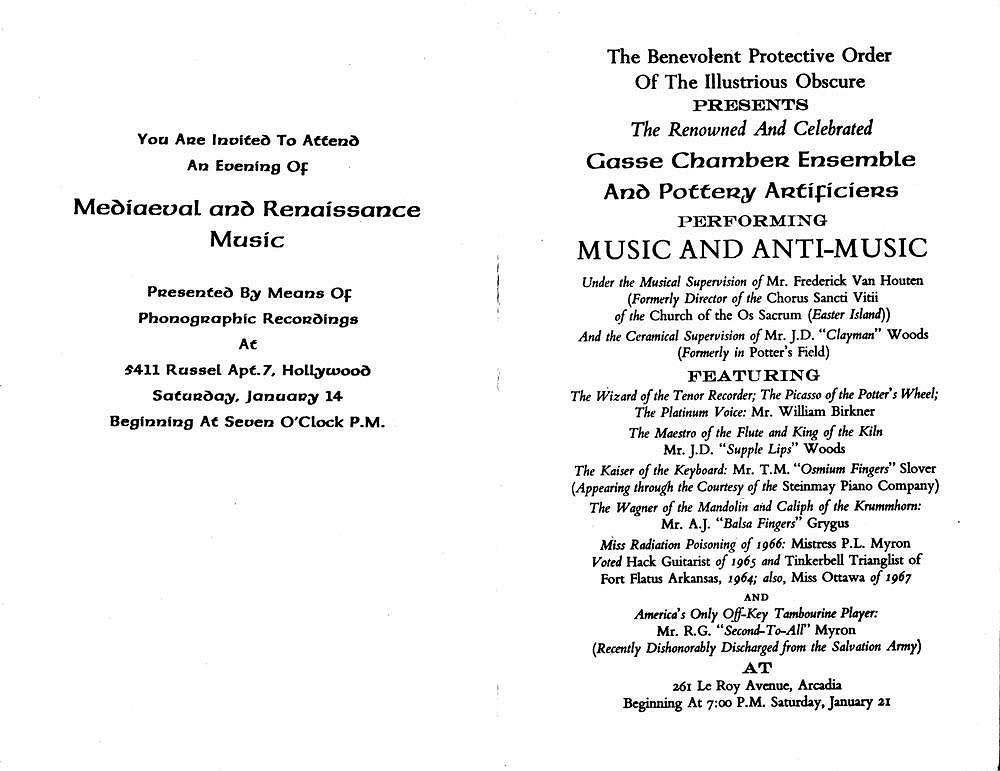 You Are Invited To Attend
An Evening Of
Mediaeval and Renaissance
Music
Presented By Means Of
Phonographic Recordings
At
5411 Russel Apt.7, Hollywood
Saturday, January 14
Beginning At Seven O'Clock P.M.
The Benevolent Protective Order
Of The Illustrious Obscure
PRESENTS
The Renowned And Celebrated
Gasse Chamber Ensemble
And Pottery Artificiers
PERFORMING
MUSIC AND ANTI-MUSIC
Under the Musical Supervision of Mr. Frederick Van Houten
(Formerly Director of the Chorus Sancti Vitii
of the Church of the Os Sacrum (Easter Island))
And the Ceramical Supervision of Mr. J.D. "Clayman" Woods
(Formerly in Potter's Field)
FEATURING
The Wizard of the Tenor Recorder; The Picasso of the Potter's Wheel;
The Platinum Voice: Mr. William Birkner
The Maestro of the Flute and King of the Kiln
Mr. J.D. "Supple Lips" Woods
The Kaiser of the Keyboard: Mr. T.M. "Osmium Fingers" Slover
(Appearing through the Courtesy of the Steinmay Piano Company)
The Wagner of the Mandolin and Caliph of the Krummhorn:
Mr. A.J. "Balsa Fingers" Grygus
Miss Radiation Poisoning of 1966: Mistress P.L. Myron
Voted Hack Guitarist of 1965 and Tinkerbell Trianglist of
Fort Flatus Arkansas, 1964; also, Miss Ottawa of 1967
AND
America's Only Off-Key Tambourine Player:
Mr. R.G. "Second-To-All" Myron
(Recently Dishonorably Discharged from the Salvation Army)
AT
261 Le Roy Avenue, Arcadia
Beginning At 7:00 P.M. Saturday, January 21